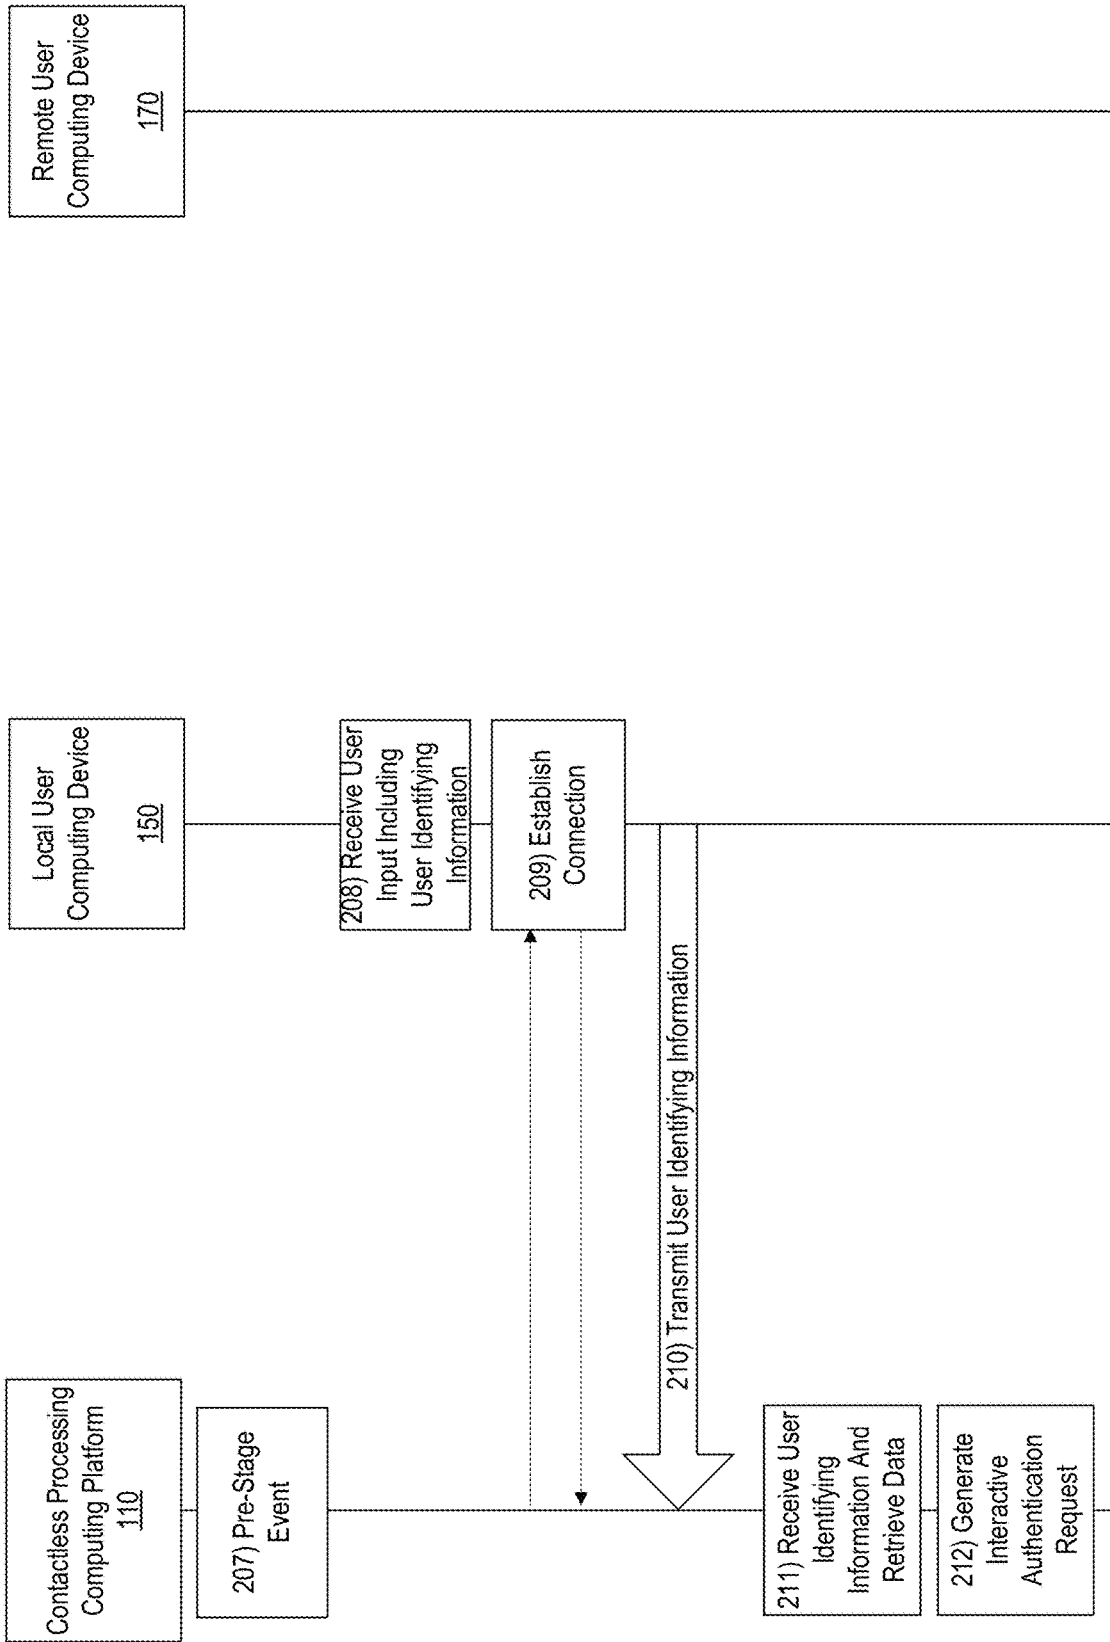 Contactless Processing
Computing Platform
110
Local User
Computing Device
150
Remote User
Computing Device
170
207) Pre-Stage
Event
208) Receive User
Input Including
User Identifying
Information
209) Establish
Connection
210) Transmit User Identifying Information
211) Receive User
Identifying
Information And
Retrieve Data
212) Generate
Interactive
Authentication
Request